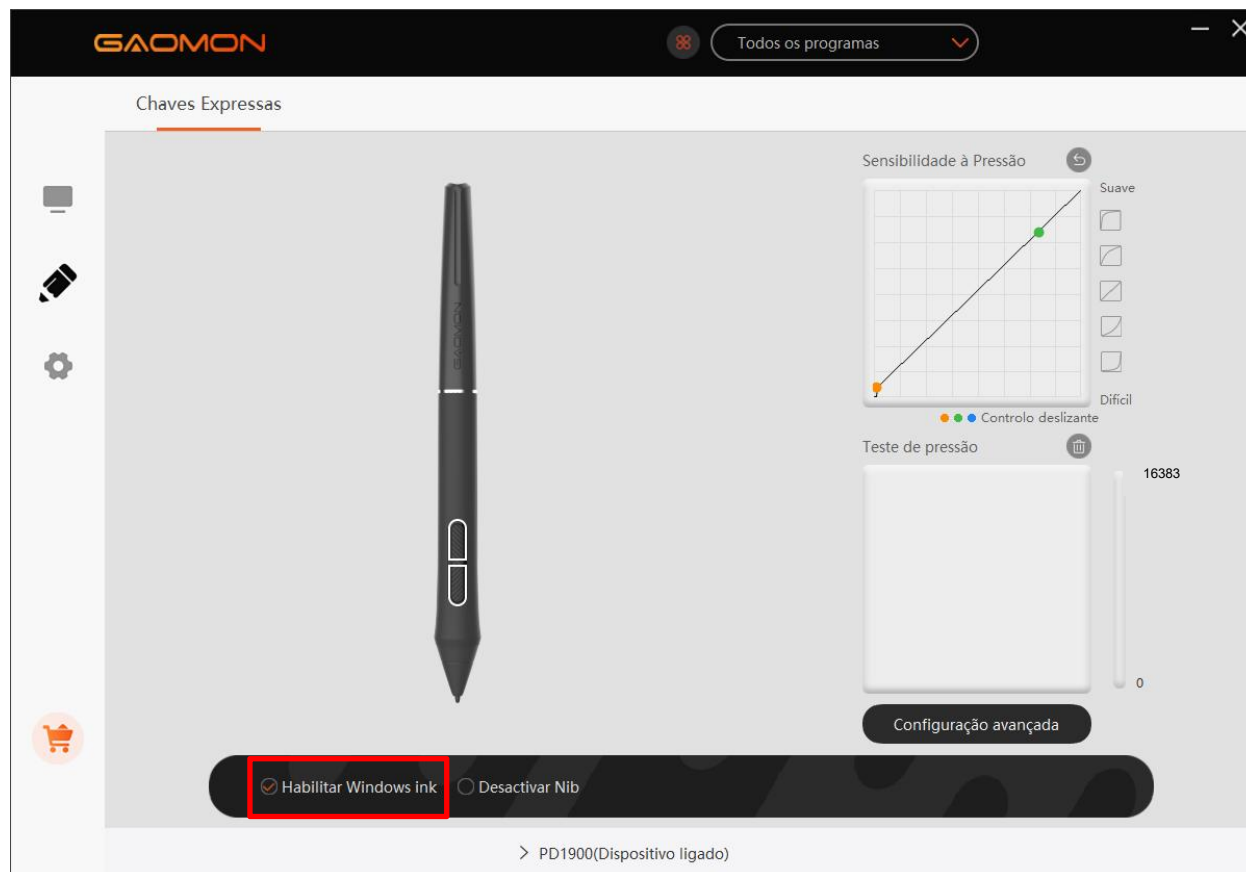 GAOMON
Todos os programas
Chaves Expressas
Sensibilidade à Pressão
Suave
Difícil
Controlo deslizante
Teste de pressão
16383
0
Configuração avançada
GAOMON
Habilitar Windows ink
Desactivar Nib
PD1900(Dispositivo ligado)